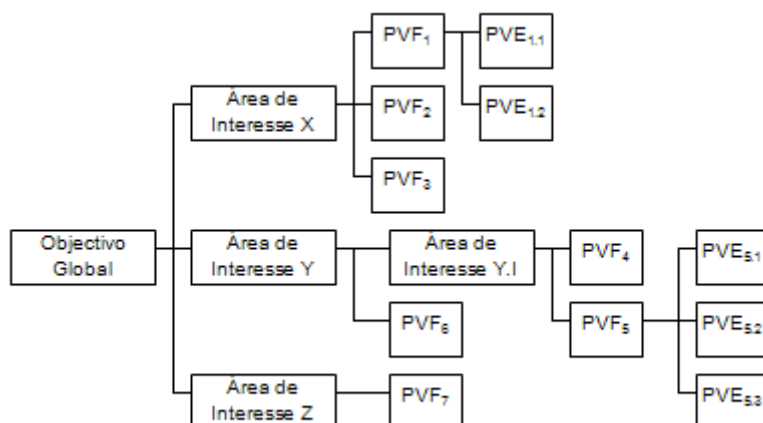 PVF₁
PVE₁.₁
Área de
Interesse X
PVF₂
PVE₁.₂
PVF₃
Objectivo
Global
Área de
Interesse Y
Área de
Interesse Y.I
PVF₄
PVE₅.₁
PVF₆
PVF₅
PVE₅.₂
Área de
Interesse Z
PVF₇
PVE₅.₃